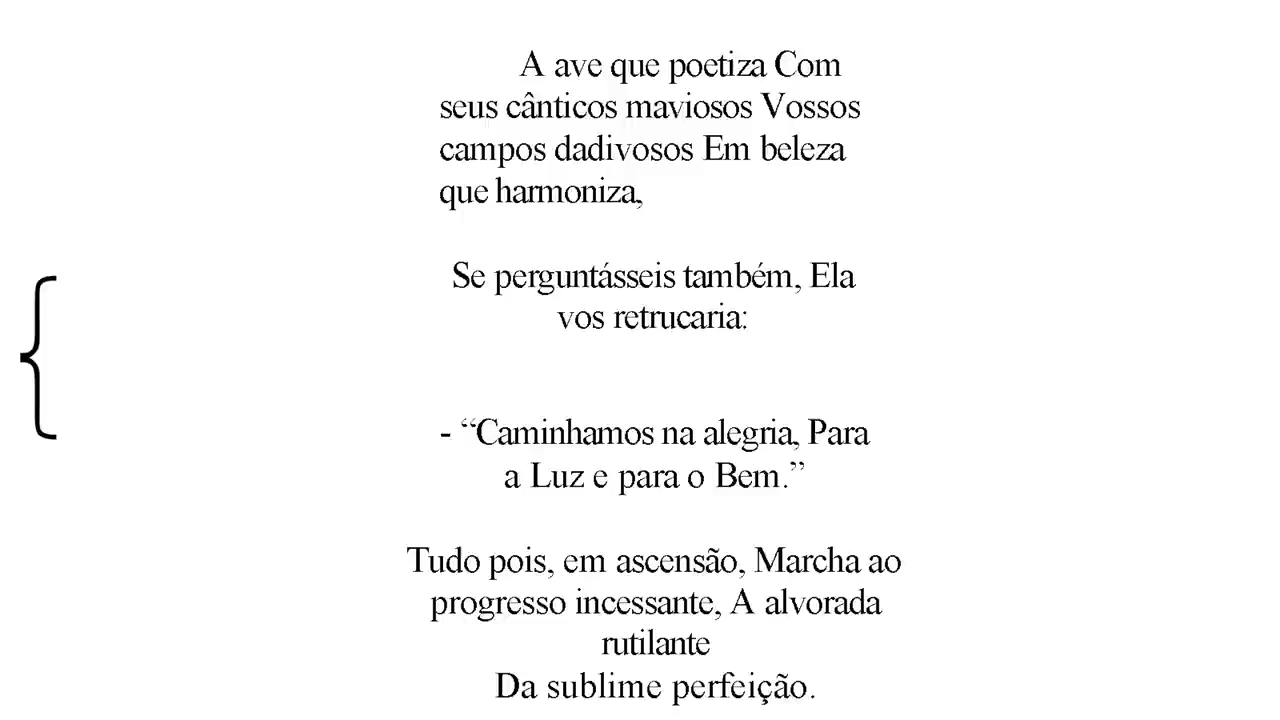 A ave que poetiza Com
seus cânticos maviosos Vossos
campos dadivosos Em beleza
que harmoniza,
Se perguntásseis também, Ela
vos retrucaria:
- “Caminhamos na alegria, Para
a Luz e para o Bem.”
Tudo pois, em ascensão, Marcha ao
progresso incessante, A alvorada
rutilante
Da sublime perfeição.